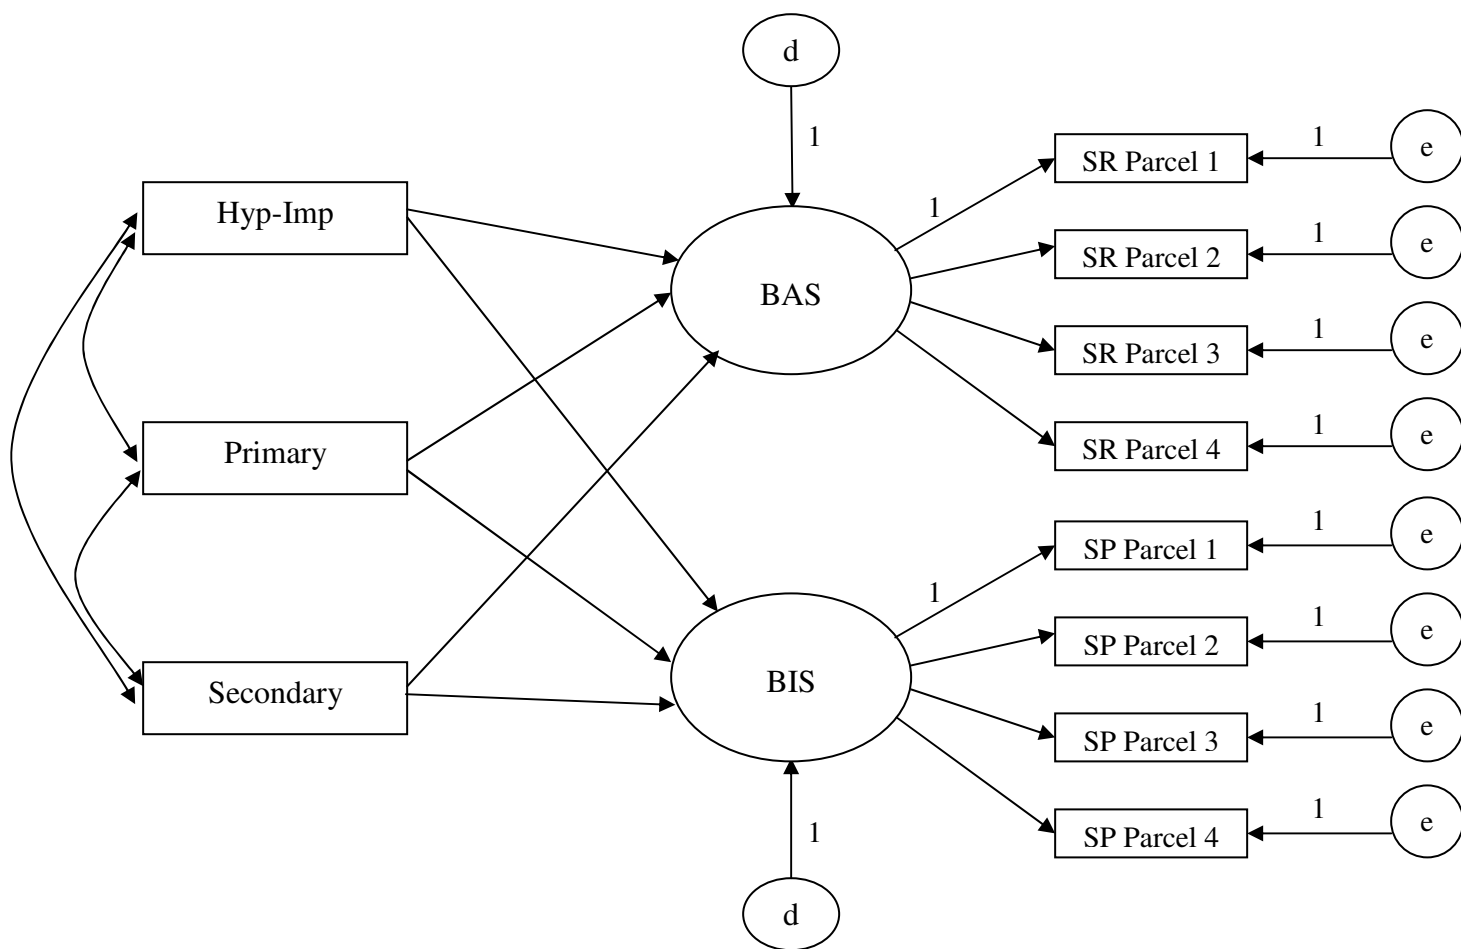 d
1
Hyp-Imp
BAS
1
SR Parcel 1
1
e
SR Parcel 2
1
e
SR Parcel 3
1
e
SR Parcel 4
1
e
Primary
Secondary
BIS
1
SP Parcel 1
1
e
SP Parcel 2
1
e
SP Parcel 3
1
e
SP Parcel 4
1
e
1
d